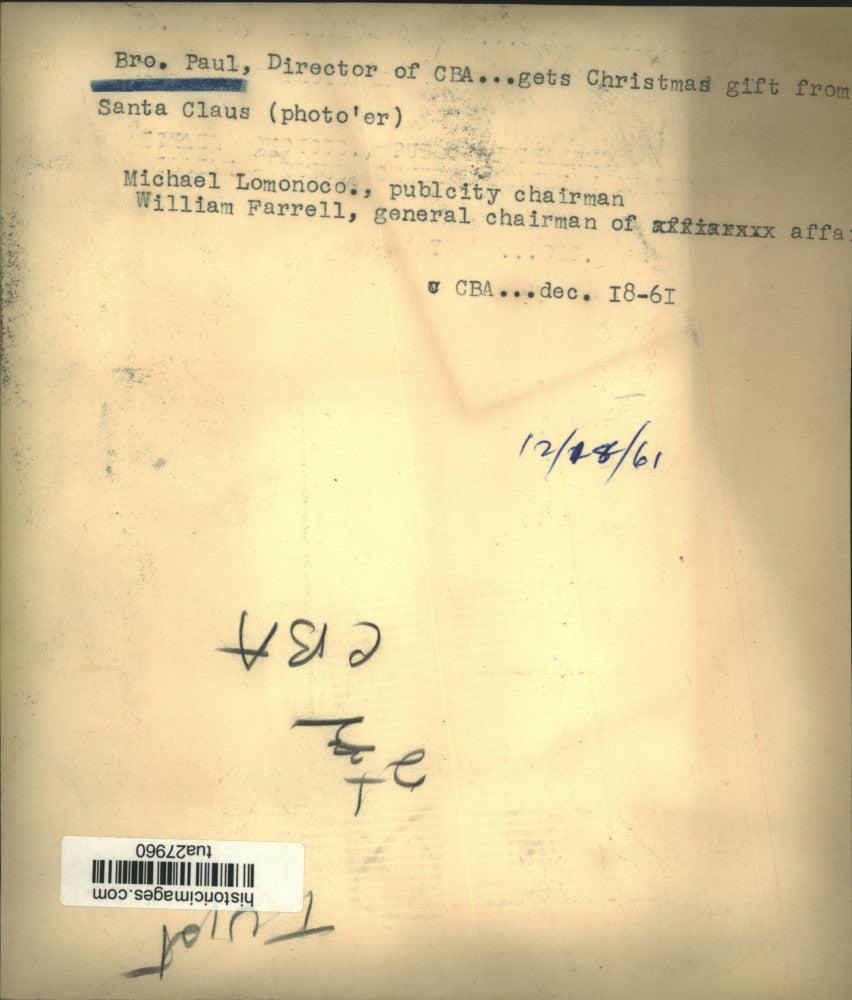 Bro. Paul, Director of CBA...gets Christmas gift from
Santa Claus (photo'er)
Michael Lomonoco., publcity chairman
William Farrell, general chairman of affiarxxx affa
CBA...dec. I8-6I
12/18/61
CBA
historicimages.com
tua27960